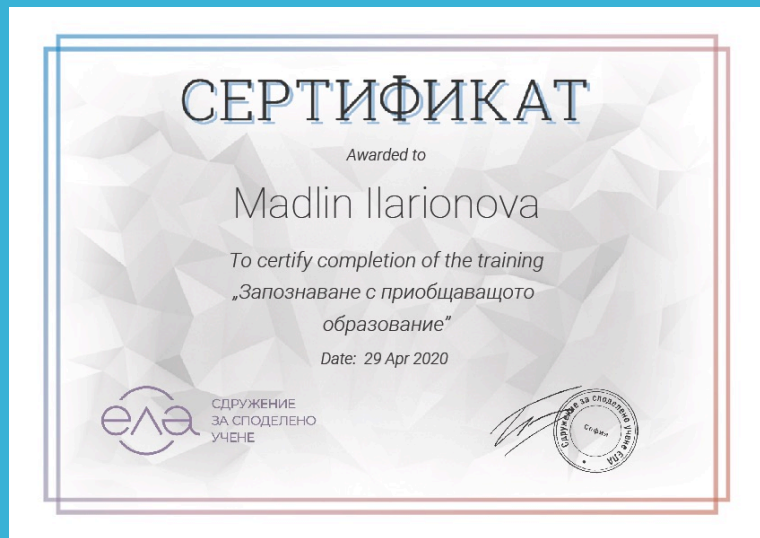 СЕРТИФИКАТ
Awarded to
Madlin Ilarionova
To certify completion of the training
„Запознаване с приобщаващото
образование”
Date: 29 Apr 2020
ела
СДРУЖЕНИЕ
ЗА СПОДЕЛЕНО
УЧЕНЕ
Сдружение за споделено учене ЕЛА
София